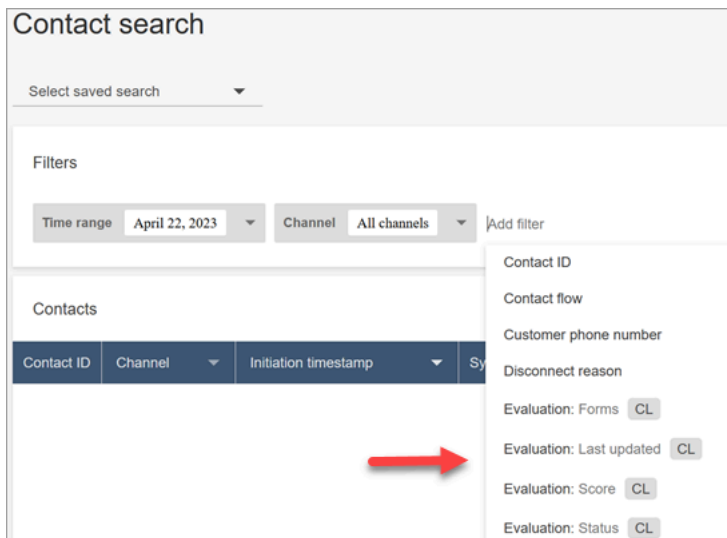 Contact search
Select saved search
Filters
Time range April 22, 2023 Channel All channels Add filter
Contact ID
Contact flow
Customer phone number
Disconnect reason
Evaluation: Forms CL
Evaluation: Last updated CL
Evaluation: Score CL
Evaluation: Status CL
Contacts
Contact ID Channel Initiation timestamp Sy